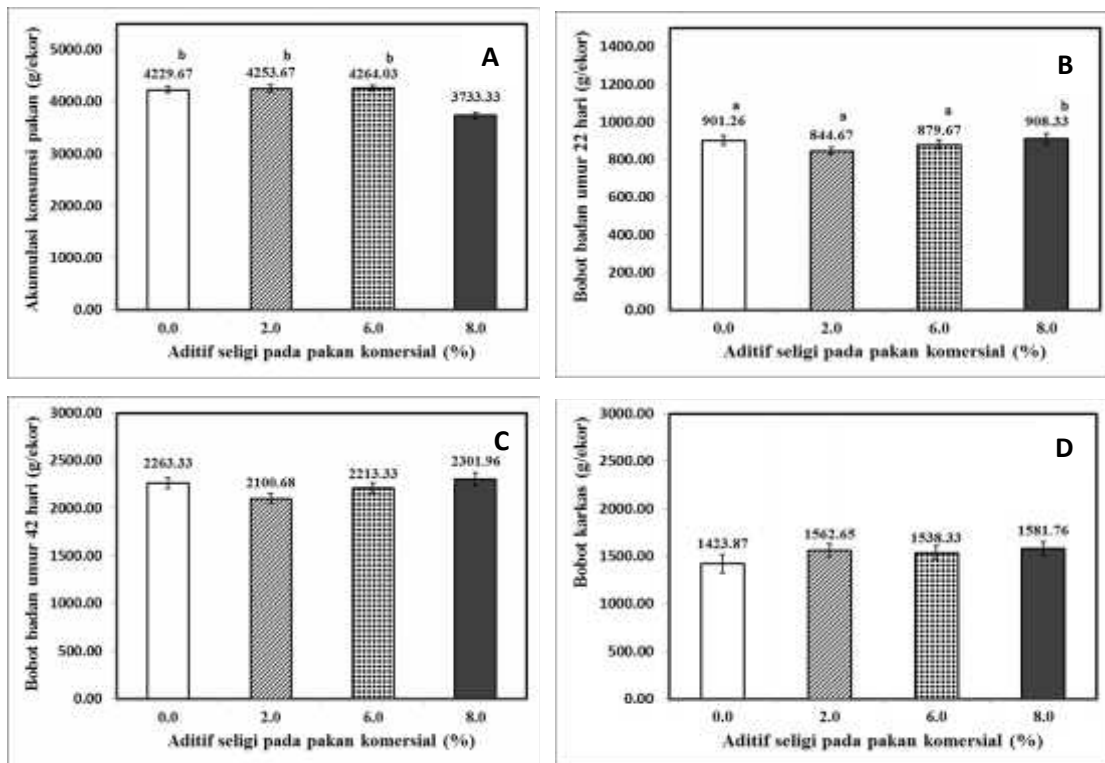 A
Akumulasi konsumsi pakan (g/ekor)
5000.00
4000.00
3000.00
2000.00
1000.00
0.00
b b b
4229.67 4253.67 4264.03 3733.33
0.0 2.0 6.0 8.0
Aditif seligi pada pakan komersial (%)
B
Bobot badan umur 22 hari (g/ekor)
1400.00
1200.00
1000.00
800.00
600.00
400.00
200.00
0.00
a a a b
901.26 844.67 879.67 908.33
0.0 2.0 6.0 8.0
Aditif seligi pada pakan komersial (%)
C
Bobot badan umur 42 hari (g/ekor)
3000.00
2500.00
2000.00
1500.00
1000.00
500.00
0.00
2263.33 2100.68 2213.33 2301.96
0.0 2.0 6.0 8.0
Aditif seligi pada pakan komersial (%)
D
Bobot karkas (g/ekor)
3000.00
2500.00
2000.00
1500.00
1000.00
500.00
0.00
1423.87 1562.65 1538.33 1581.76
0.0 2.0 6.0 8.0
Aditif seligi pada pakan komersial (%)